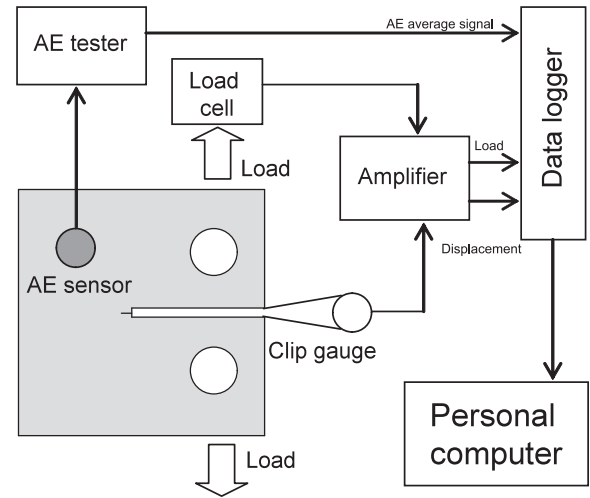 AE tester
AE average signal
Load
cell
Load
Data logger
Amplifier
Load
Displacement
AE sensor
Clip gauge
Personal
computer
Load